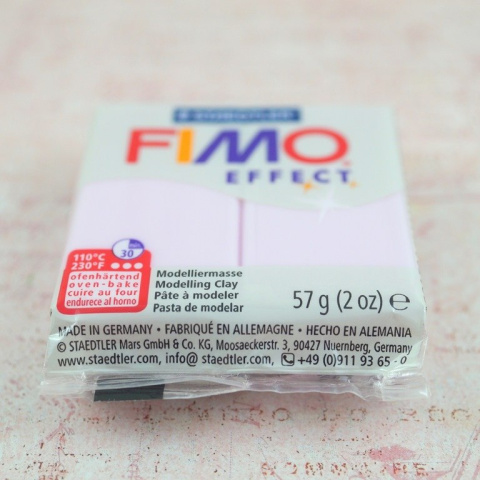 STAEDTLER
FIMO
EFFECT
110°C
230°F
30
ofenhärtend
oven-bake
cuire au four
endurece al horno
Modelliermasse
Modelling Clay
Pâte à modeler
Pasta de modelar
57 g (2 oz) ℮
MADE IN GERMANY • FABRIQUÉ EN ALLEMAGNE • HECHO EN ALEMANIA
© STAEDTLER Mars GmbH & Co. KG, Moosaeckerstr. 3, 90427 Nuernberg, Germany
www.staedtler.com, info@ staedtler.com, +49 (0)911 93 65 - 0